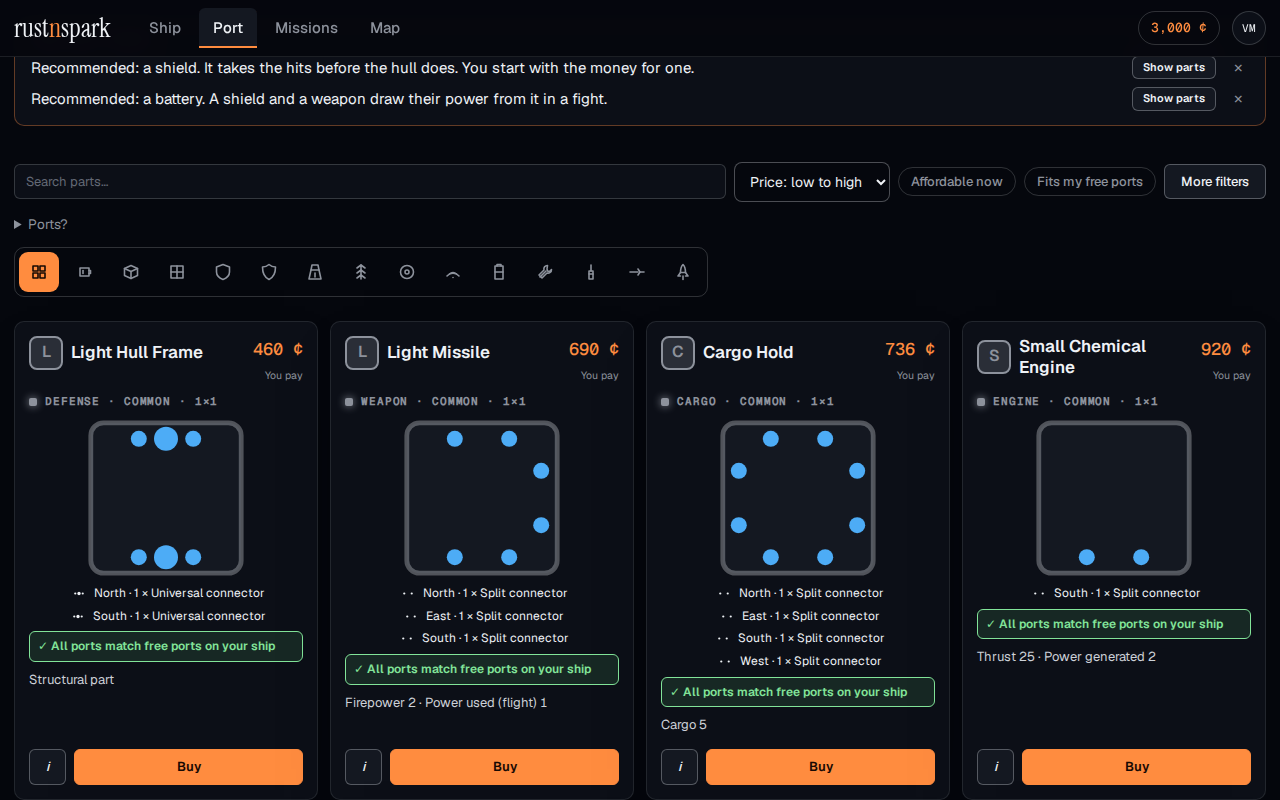 rustnspark
Ship
Port
Missions
Map
3,000 ¢
VM
Recommended: a shield. It takes the hits before the hull does. You start with the money for one.
Show parts
×
Recommended: a battery. A shield and a weapon draw their power from it in a fight.
Show parts
×
Search parts…
Price: low to high
Affordable now
Fits my free ports
More filters
▶ Ports?
L
Light Hull Frame
460 ¢
You pay
DEFENSE · COMMON · 1×1
North · 1 × Universal connector
South · 1 × Universal connector
✓ All ports match free ports on your ship
Structural part
i
Buy
L
Light Missile
690 ¢
You pay
WEAPON · COMMON · 1×1
North · 1 × Split connector
East · 1 × Split connector
South · 1 × Split connector
✓ All ports match free ports on your ship
Firepower 2 · Power used (flight) 1
i
Buy
C
Cargo Hold
736 ¢
You pay
CARGO · COMMON · 1×1
North · 1 × Split connector
East · 1 × Split connector
South · 1 × Split connector
West · 1 × Split connector
✓ All ports match free ports on your ship
Cargo 5
i
Buy
S
Small Chemical
Engine
920 ¢
You pay
ENGINE · COMMON · 1×1
South · 1 × Split connector
✓ All ports match free ports on your ship
Thrust 25 · Power generated 2
i
Buy